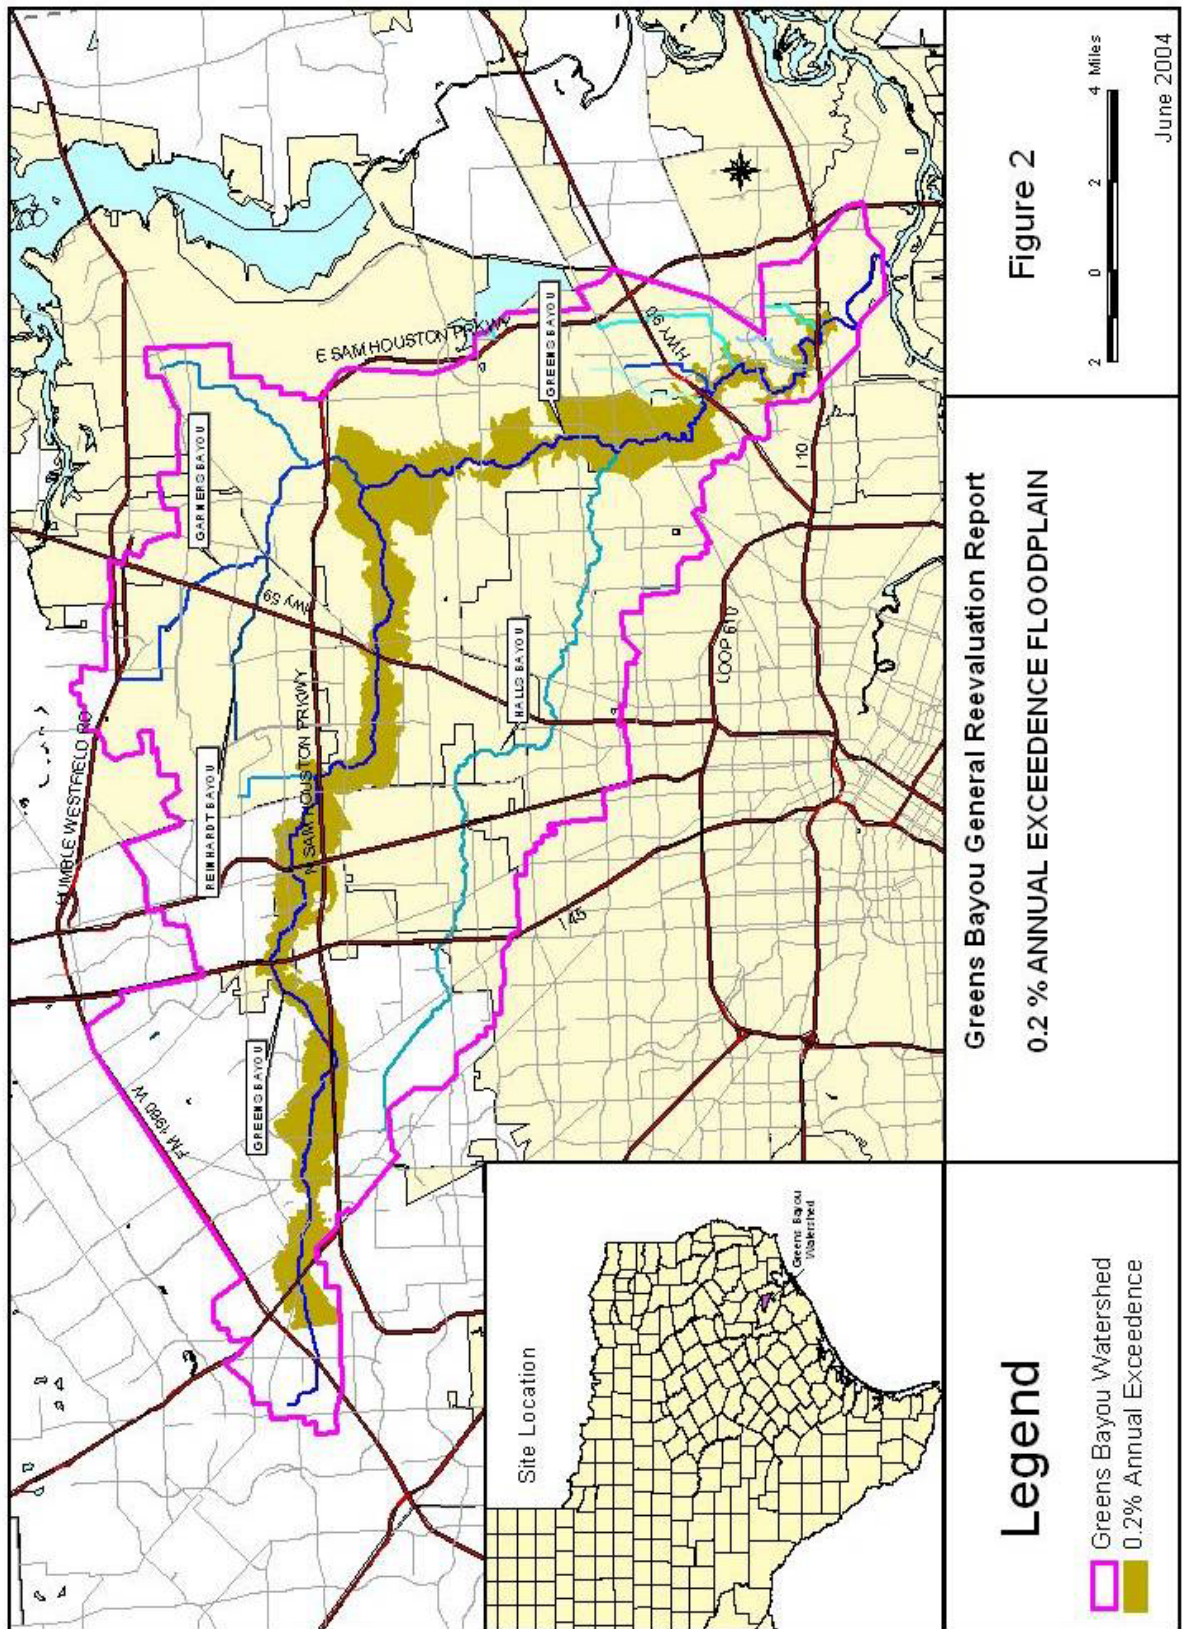 FM 1960 W
HUMBLE WESTFIELD RD
GREENS BAYOU
REINHARDT BAYOU
GARNERS BAYOU
N SAM HOUSTON PRKWY
Hwy 59
E SAM HOUSTON PRKWY
I 45
HALLS BAYOU
GREENS BAYOU
HWY 90
LOOP 610
I 10
Site Location
Greens Bayou
Watershed
Legend
Greens Bayou Watershed
0.2% Annual Exceedence
Greens Bayou General Reevaluation Report
0.2 % ANNUAL EXCEEDENCE FLOODPLAIN
Figure 2
2 0 2 4 Miles
June 2004